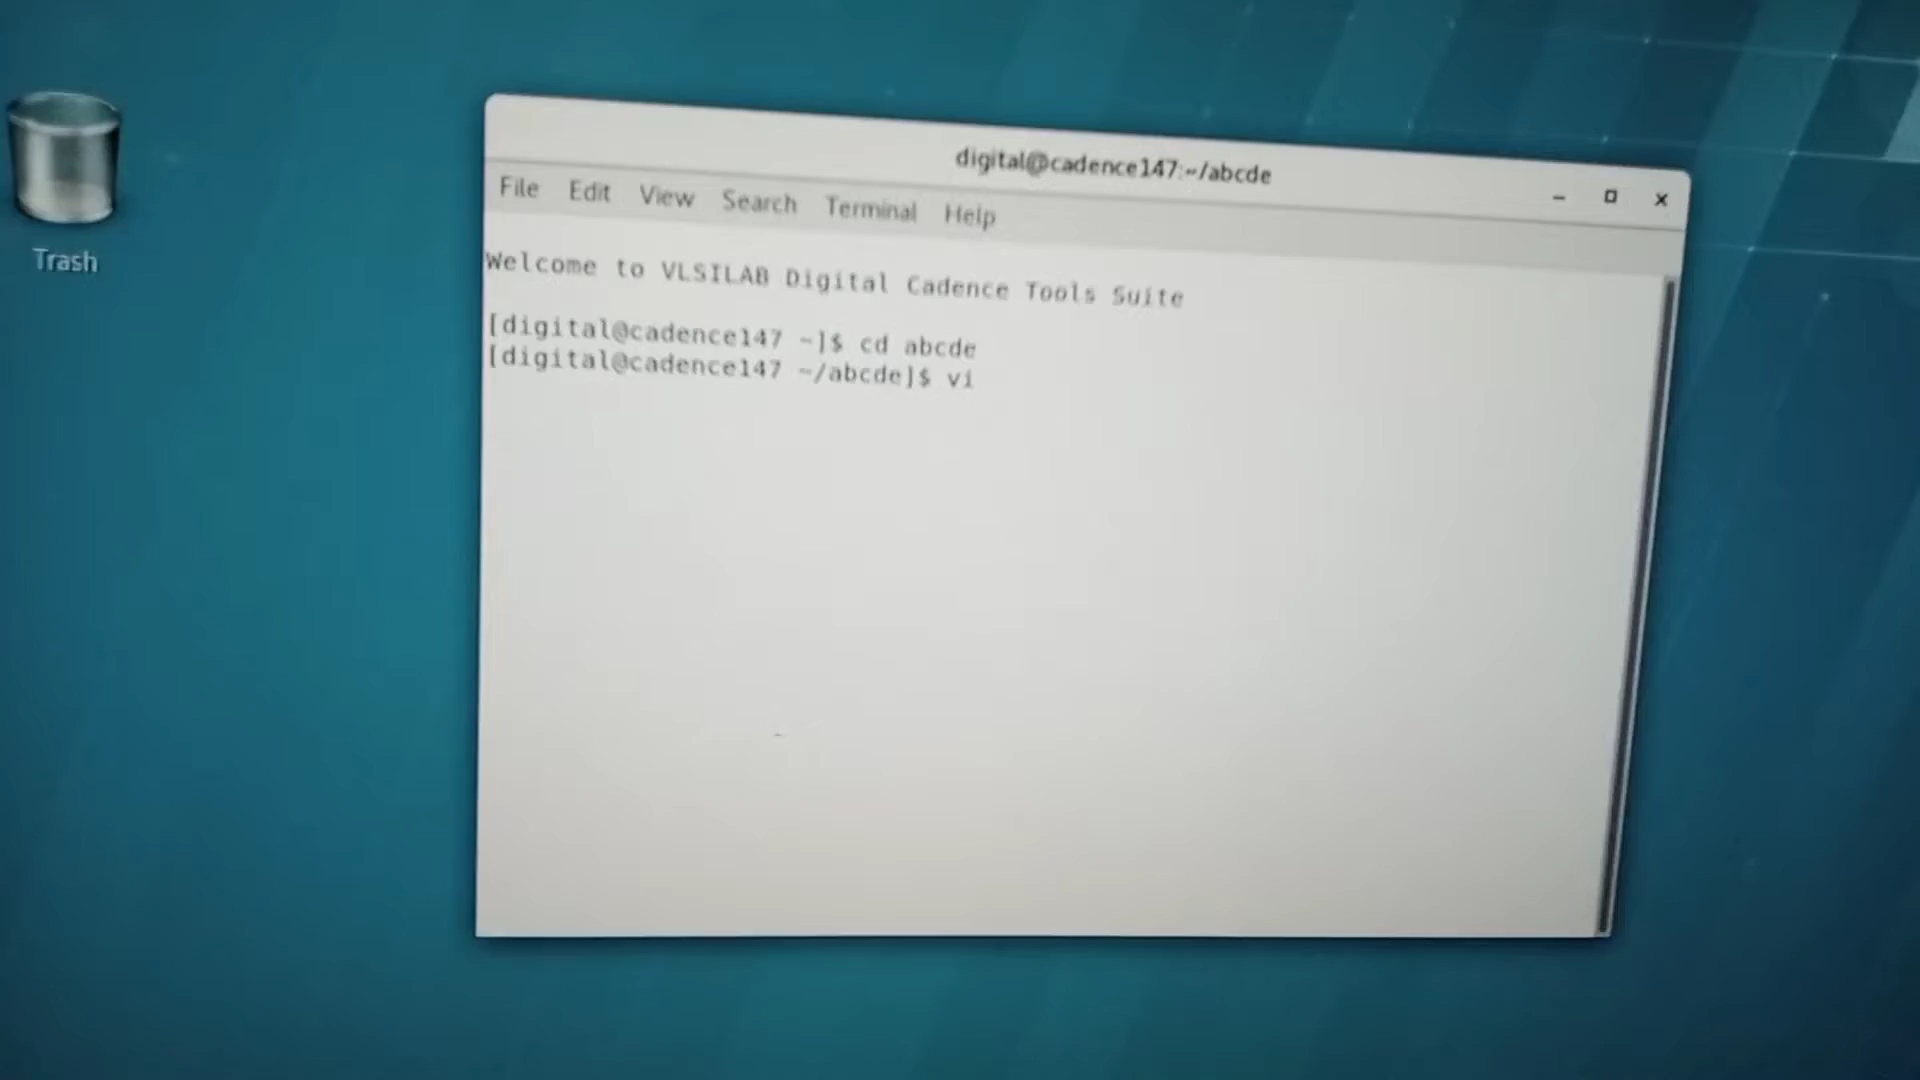 Trash
digital@cadence147:~/abcde
File Edit View Search Terminal Help
Welcome to VLSILAB Digital Cadence Tools Suite
[digital@cadence147 ~]$ cd abcde
[digital@cadence147 ~/abcde]$ vi